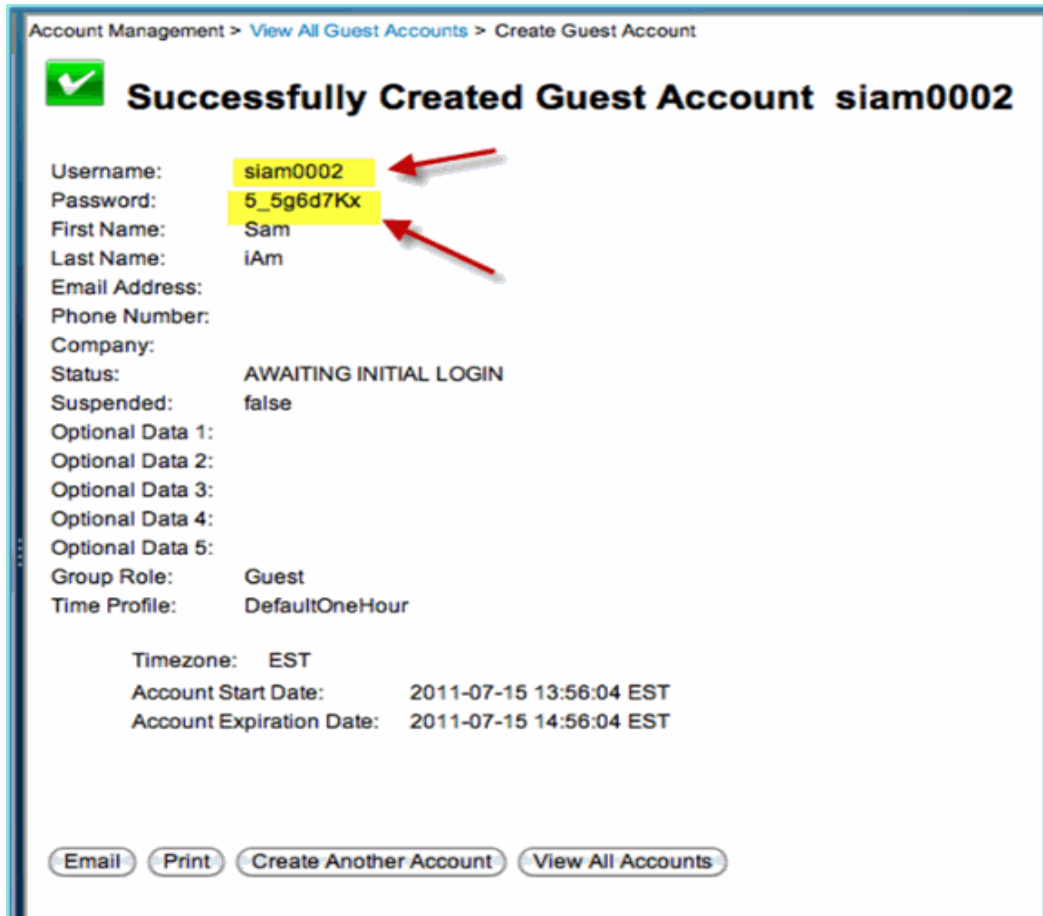 Account Management > View All Guest Accounts > Create Guest Account
Successfully Created Guest Account siam0002
Username: siam0002
Password: 5_5g6d7Kx
First Name: Sam
Last Name: iAm
Email Address:
Phone Number:
Company:
Status: AWAITING INITIAL LOGIN
Suspended: false
Optional Data 1:
Optional Data 2:
Optional Data 3:
Optional Data 4:
Optional Data 5:
Group Role: Guest
Time Profile: DefaultOneHour
Timezone: EST
Account Start Date: 2011-07-15 13:56:04 EST
Account Expiration Date: 2011-07-15 14:56:04 EST
Email Print Create Another Account View All Accounts